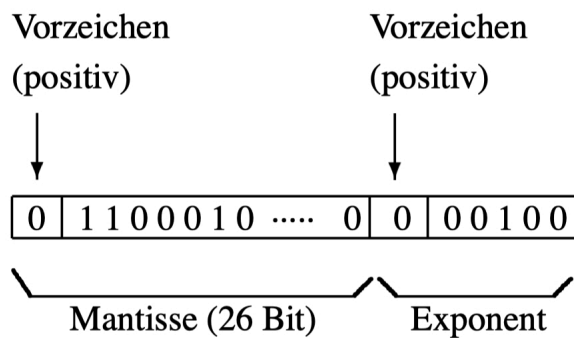 Vorzeichen Vorzeichen
(positiv) (positiv)
0 1 1 0 0 0 1 0 ····· 0 0 0 0 1 0 0
Mantisse (26 Bit) Exponent